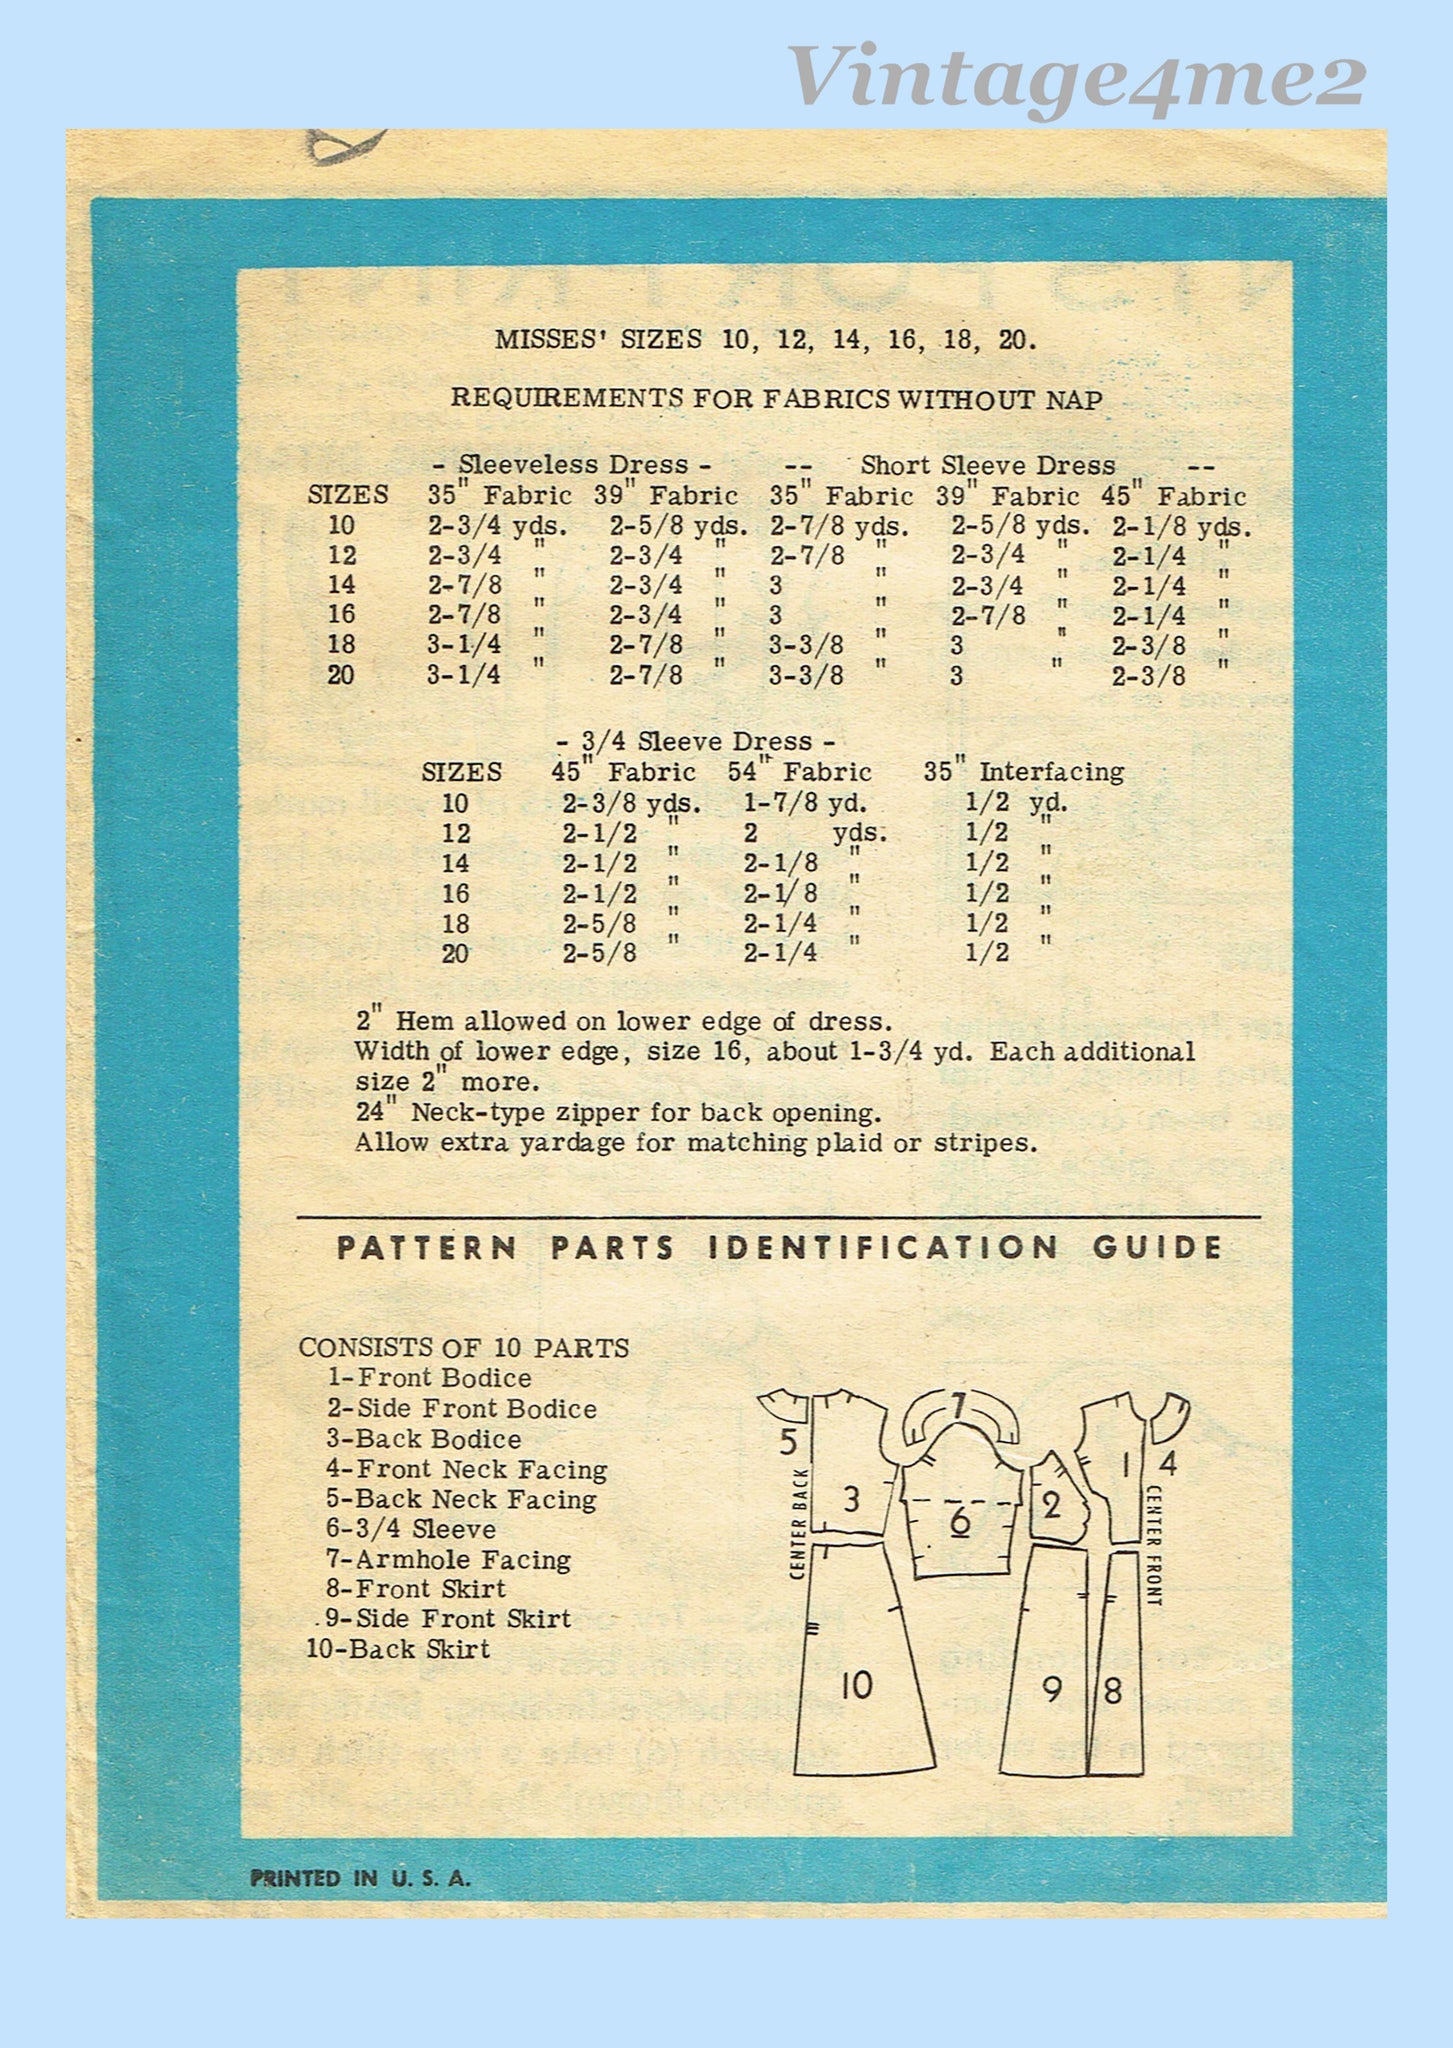 Vintage4me2
MISSES' SIZES 10, 12, 14, 16, 18, 20.
REQUIREMENTS FOR FABRICS WITHOUT NAP
- Sleeveless Dress - -- Short Sleeve Dress --
SIZES 35" Fabric 39" Fabric 35" Fabric 39" Fabric 45" Fabric
10 2-3/4 yds. 2-5/8 yds. 2-7/8 yds. 2-5/8 yds. 2-1/8 yds.
12 2-3/4 " 2-3/4 " 2-7/8 " 2-3/4 " 2-1/4 "
14 2-7/8 " 2-3/4 " 3 " 2-3/4 " 2-1/4 "
16 2-7/8 " 2-3/4 " 3 " 2-7/8 " 2-1/4 "
18 3-1/4 " 2-7/8 " 3-3/8 " 3 " 2-3/8 "
20 3-1/4 " 2-7/8 " 3-3/8 " 3 " 2-3/8 "
- 3/4 Sleeve Dress -
SIZES 45" Fabric 54" Fabric 35" Interfacing
10 2-3/8 yds. 1-7/8 yd. 1/2 yd.
12 2-1/2 " 2 yds. 1/2 "
14 2-1/2 " 2-1/8 " 1/2 "
16 2-1/2 " 2-1/8 " 1/2 "
18 2-5/8 " 2-1/4 " 1/2 "
20 2-5/8 " 2-1/4 " 1/2 "
2" Hem allowed on lower edge of dress.
Width of lower edge, size 16, about 1-3/4 yd. Each additional
size 2" more.
24" Neck-type zipper for back opening.
Allow extra yardage for matching plaid or stripes.
PATTERN PARTS IDENTIFICATION GUIDE
CONSISTS OF 10 PARTS
1-Front Bodice
2-Side Front Bodice
3-Back Bodice
4-Front Neck Facing
5-Back Neck Facing
6-3/4 Sleeve
7-Armhole Facing
8-Front Skirt
9-Side Front Skirt
10-Back Skirt
7
5
1
4
3
2
6
CENTER BACK
CENTER FRONT
10
9
8
PRINTED IN U. S. A.